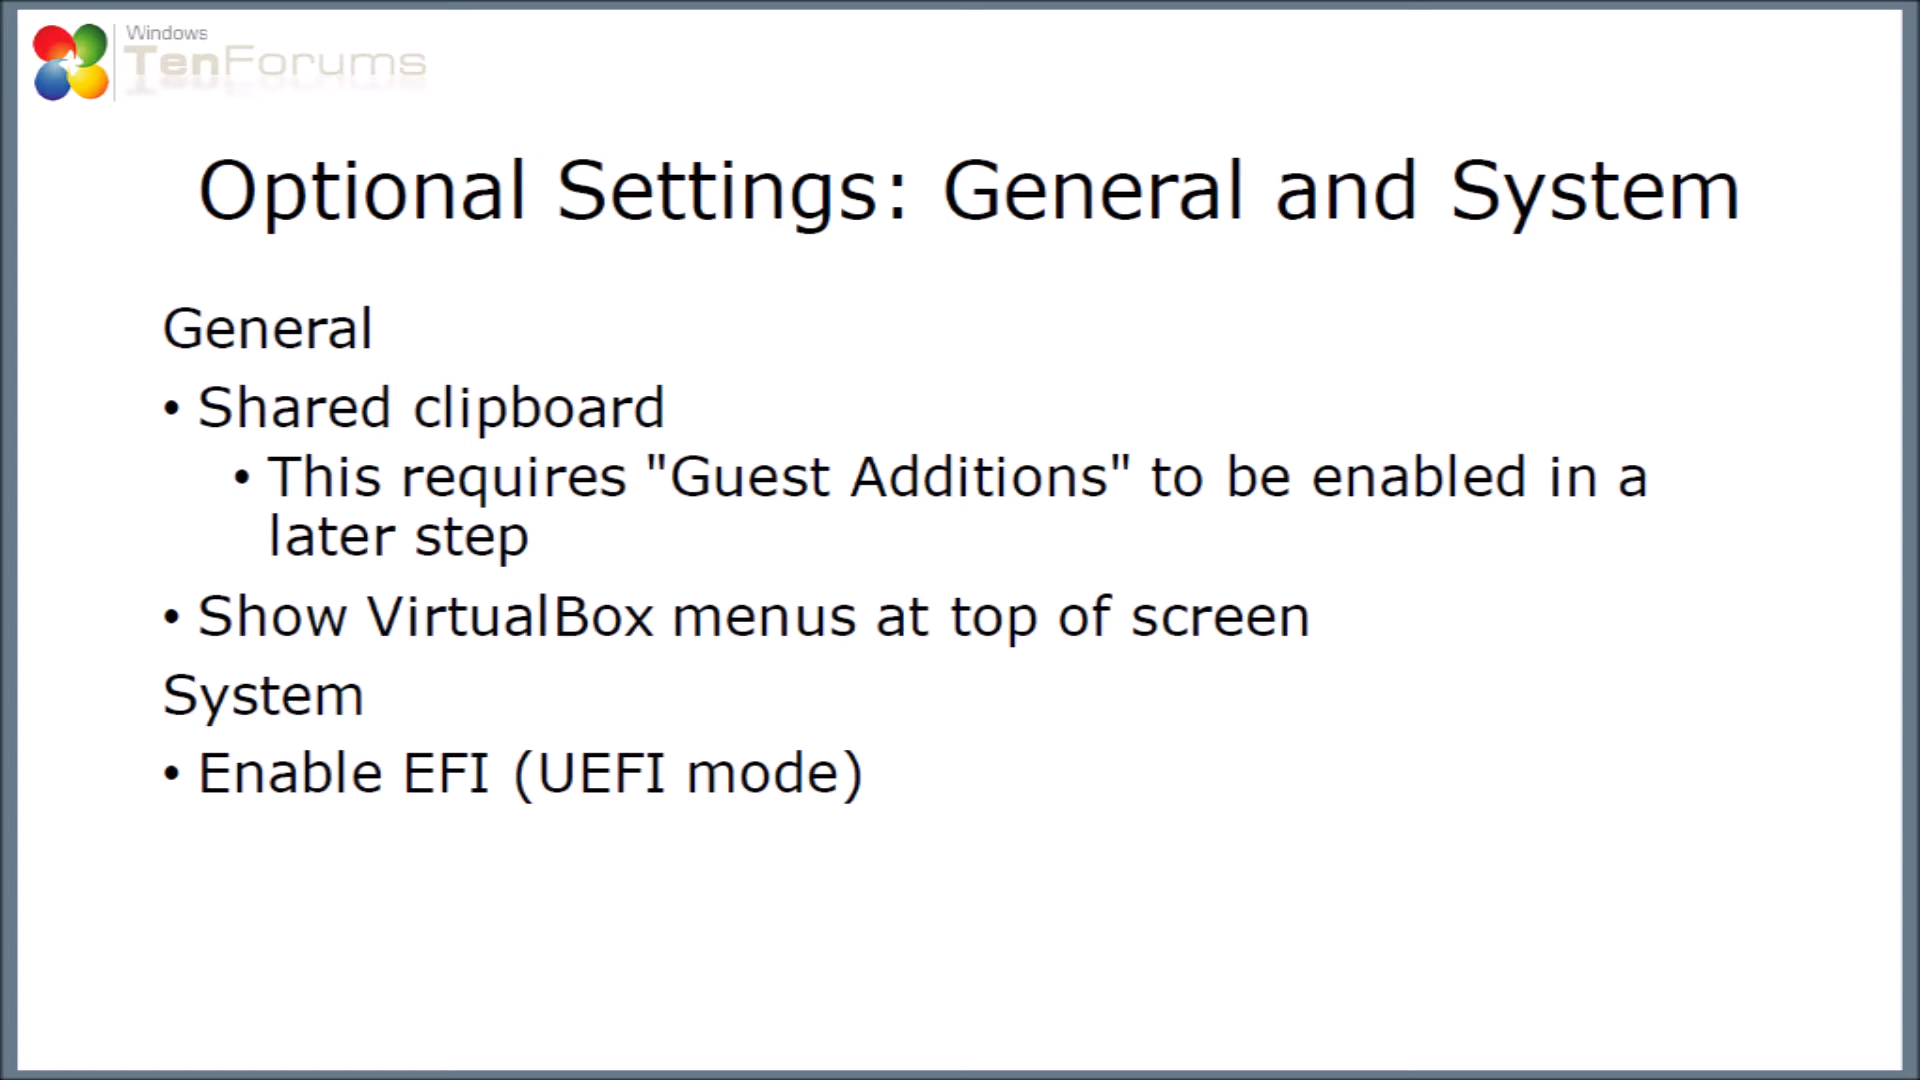 Windows
TenForums
Optional Settings: General and System
General
• Shared clipboard
• This requires "Guest Additions" to be enabled in a
later step
• Show VirtualBox menus at top of screen
System
• Enable EFI (UEFI mode)